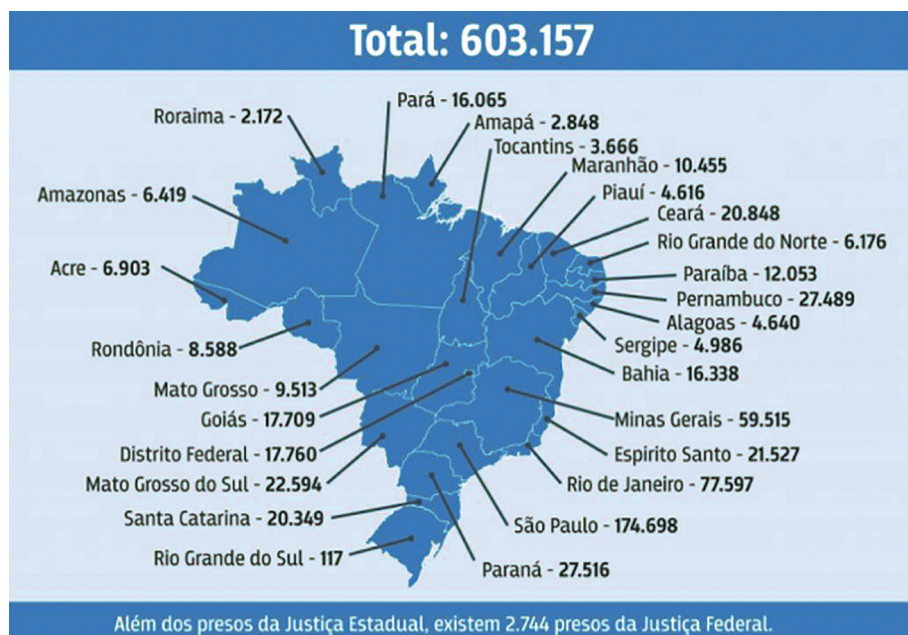 Total: 603.157
Pará - 16.065
Roraima - 2.172
Amapá - 2.848
Tocantins - 3.666
Maranhão - 10.455
Piauí - 4.616
Amazonas - 6.419
Ceará - 20.848
Rio Grande do Norte - 6.176
Acre - 6.903
Paraíba - 12.053
Pernambuco - 27.489
Alagoas - 4.640
Sergipe - 4.986
Rondônia - 8.588
Bahia - 16.338
Mato Grosso - 9.513
Goiás - 17.709
Minas Gerais - 59.515
Distrito Federal - 17.760
Espirito Santo - 21.527
Mato Grosso do Sul - 22.594
Rio de Janeiro - 77.597
Santa Catarina - 20.349
São Paulo - 174.698
Rio Grande do Sul - 117
Paraná - 27.516
Além dos presos da Justiça Estadual, existem 2.744 presos da Justiça Federal.